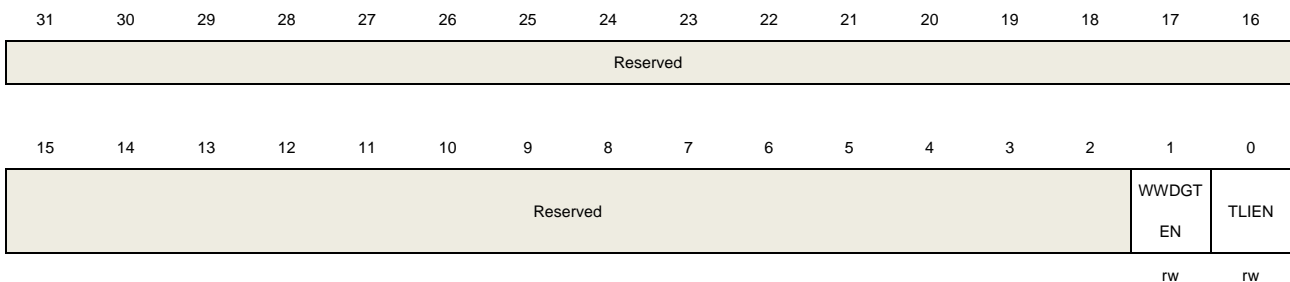 31 30 29 28 27 26 25 24 23 22 21 20 19 18 17 16
Reserved
15 14 13 12 11 10 9 8 7 6 5 4 3 2 1 0
Reserved
WWDGT
EN
TLIEN
rw rw